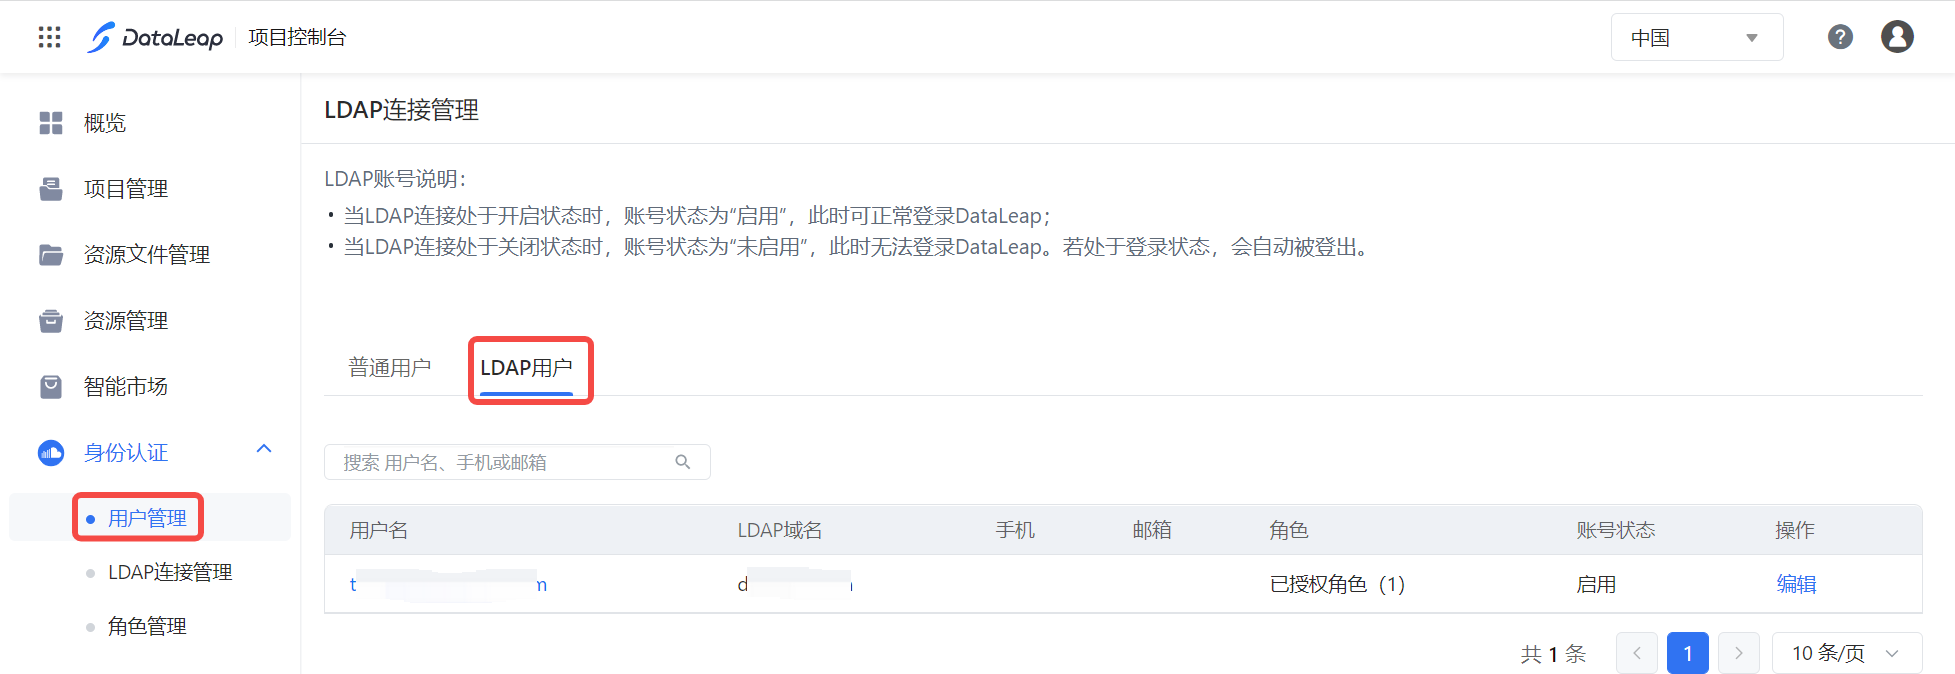 DataLeap 项目控制台 中国 ?
概览
项目管理
资源文件管理
资源管理
智能市场
身份认证
用户管理
LDAP连接管理
角色管理
LDAP连接管理
LDAP账号说明：
• 当LDAP连接处于开启状态时，账号状态为“启用”，此时可正常登录DataLeap；
• 当LDAP连接处于关闭状态时，账号状态为“未启用”，此时无法登录DataLeap。若处于登录状态，会自动被登出。
普通用户 LDAP用户
搜索 用户名、手机或邮箱
用户名 LDAP域名 手机 邮箱 角色 账号状态 操作
t m d 已授权角色（1） 启用 编辑
共 1 条 1 10 条/页